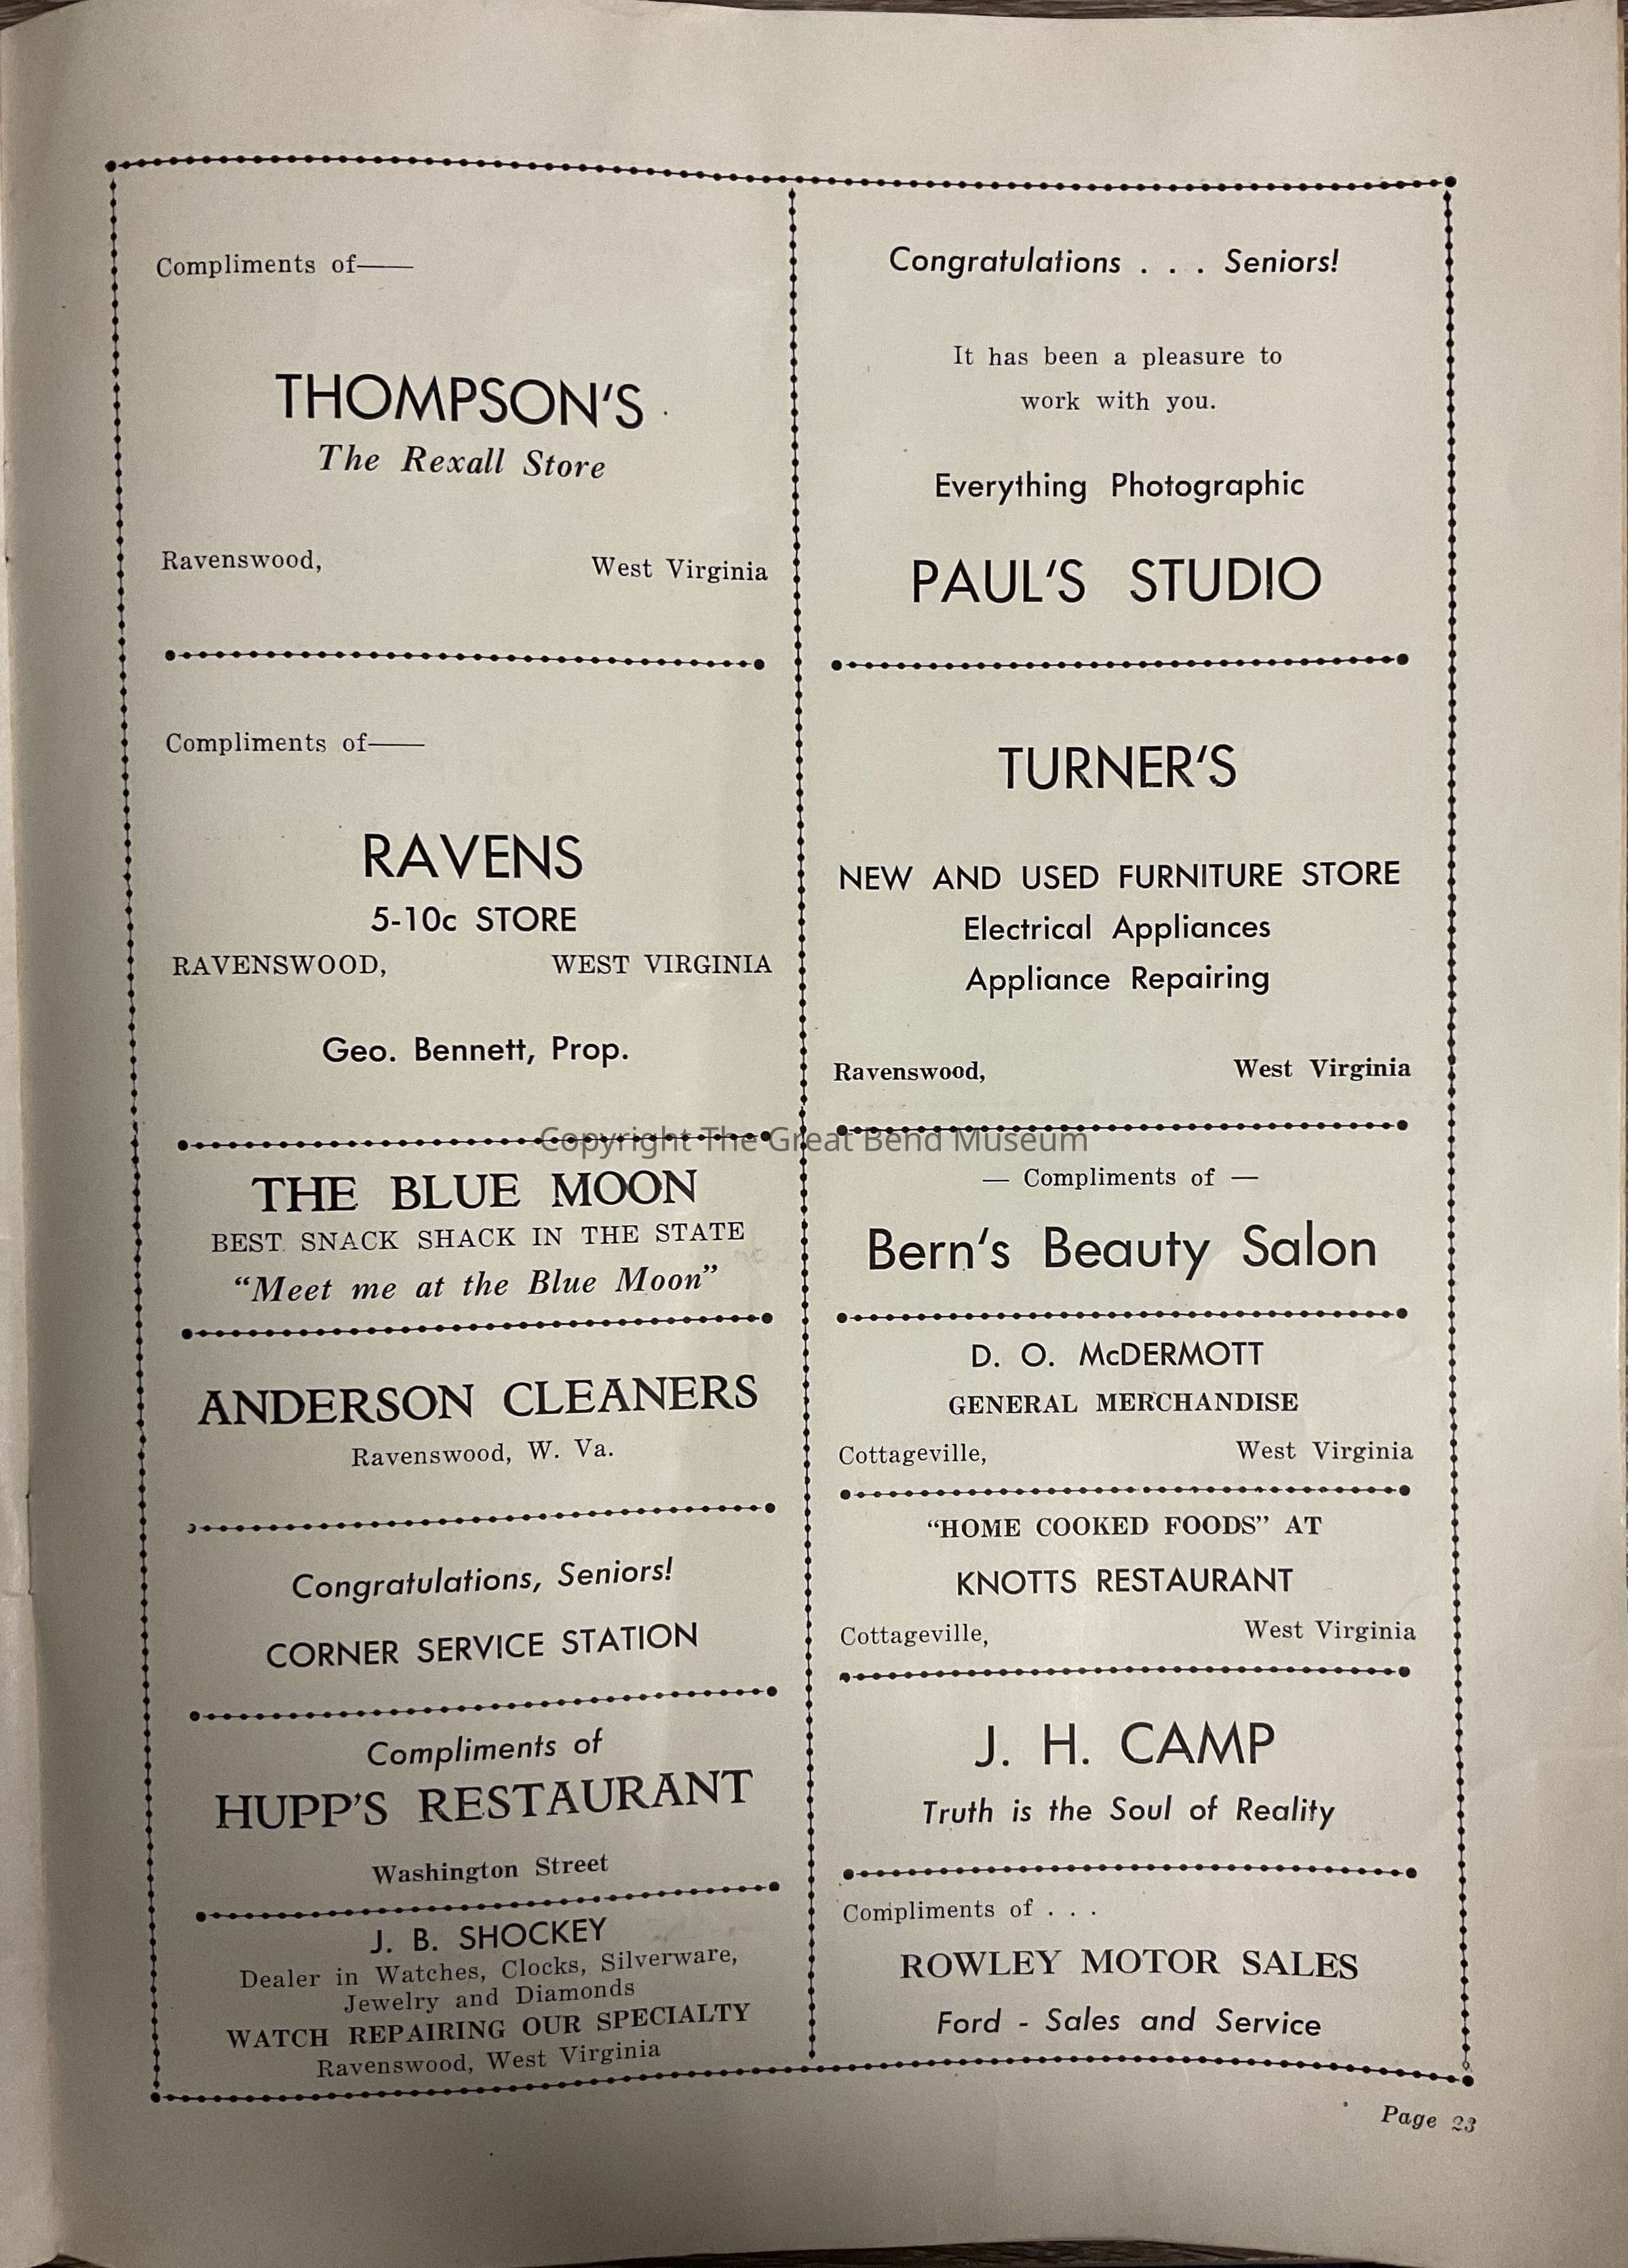 Compliments of——
THOMPSON'S
The Rexall Store
Ravenswood, West Virginia
Compliments of——
RAVENS
5-10c STORE
RAVENSWOOD, WEST VIRGINIA
Geo. Bennett, Prop.
THE BLUE MOON
BEST SNACK SHACK IN THE STATE
"Meet me at the Blue Moon"
ANDERSON CLEANERS
Ravenswood, W. Va.
Congratulations, Seniors!
CORNER SERVICE STATION
Compliments of
HUPP'S RESTAURANT
Washington Street
J. B. SHOCKEY
Dealer in Watches, Clocks, Silverware,
Jewelry and Diamonds
WATCH REPAIRING OUR SPECIALTY
Ravenswood, West Virginia
Congratulations . . . Seniors!
It has been a pleasure to
work with you.
Everything Photographic
PAUL'S STUDIO
TURNER'S
NEW AND USED FURNITURE STORE
Electrical Appliances
Appliance Repairing
Ravenswood, West Virginia
— Compliments of —
Bern's Beauty Salon
D. O. McDERMOTT
GENERAL MERCHANDISE
Cottageville, West Virginia
"HOME COOKED FOODS" AT
KNOTTS RESTAURANT
Cottageville, West Virginia
J. H. CAMP
Truth is the Soul of Reality
Compliments of . . .
ROWLEY MOTOR SALES
Ford - Sales and Service
Page 23
Copyright The Great Bend Museum